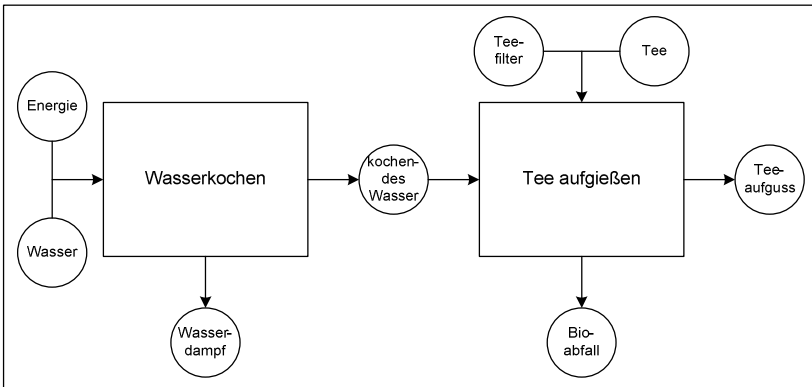 Tee-
filter
Tee
Energie
Wasserkochen
kochen-
des
Wasser
Tee aufgießen
Tee-
aufguss
Wasser
Wasser-
dampf
Bio-
abfall